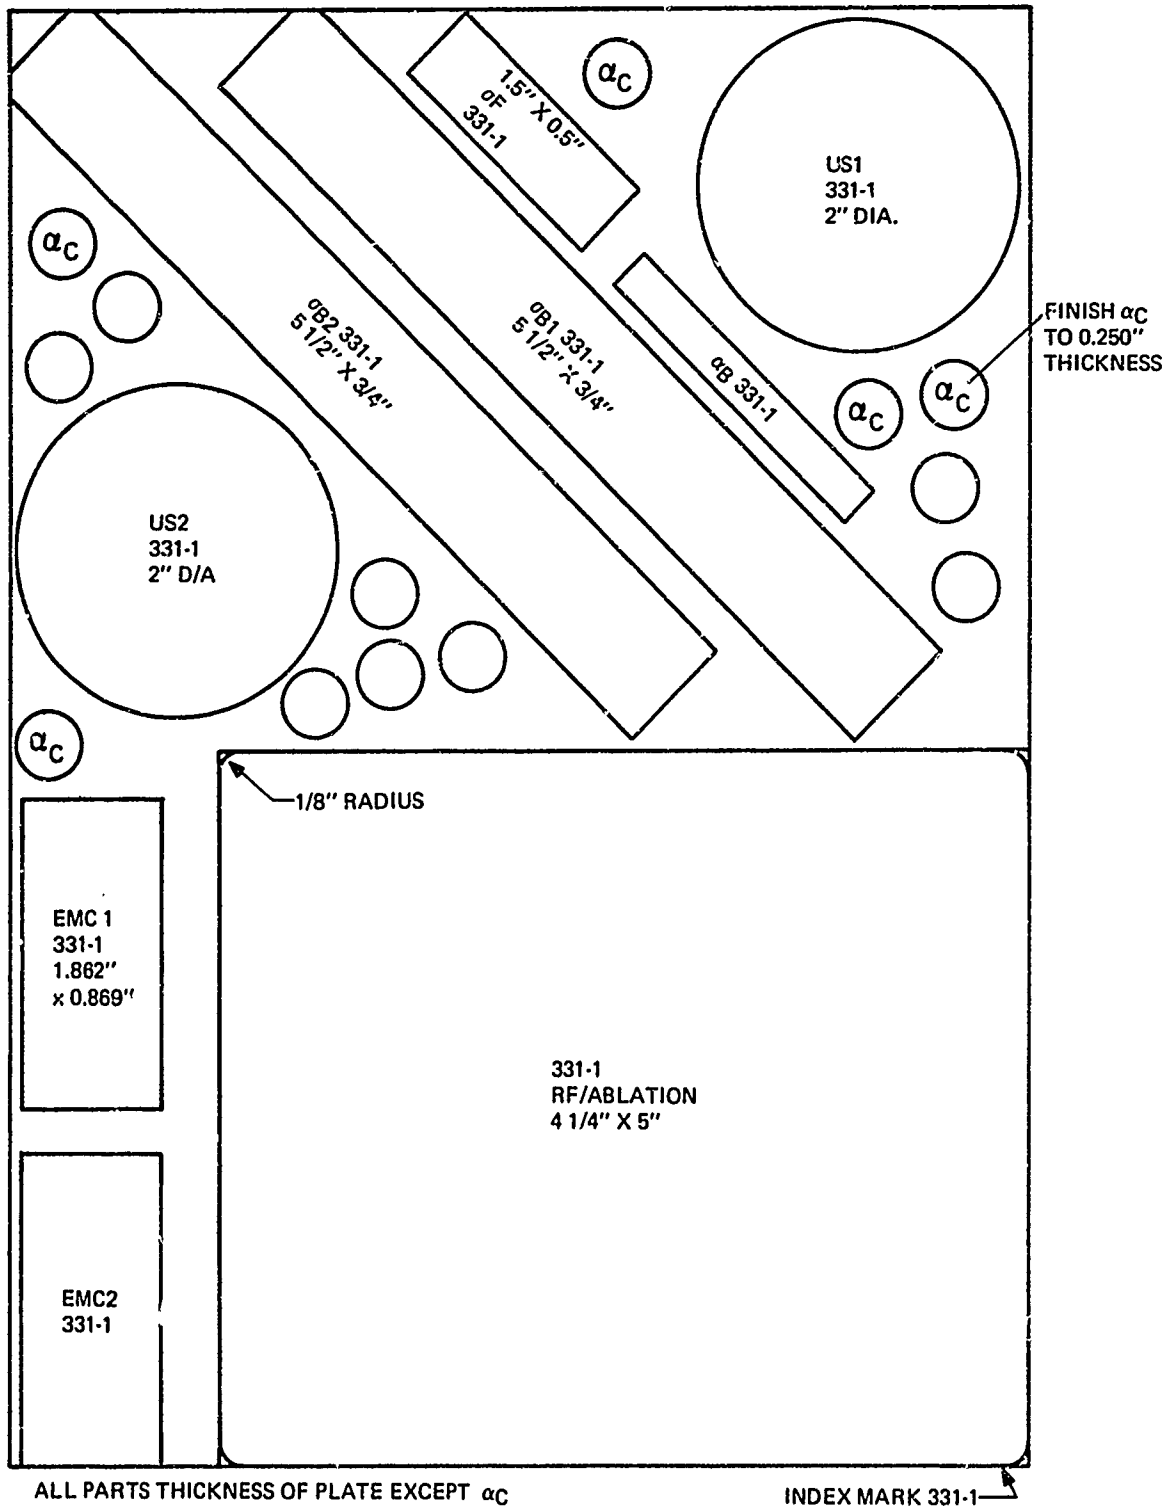 αC
1.5" X 0.5"
σF
331-1
US1
331-1
2" DIA.
αC
FINISH αC
TO 0.250"
THICKNESS
σB2 331-1
5 1/2" X 3/4"
σB1 331-1
5 1/2" X 3/4"
αB 331-1
αC
αC
US2
331-1
2" D/A
αC
1/8" RADIUS
EMC 1
331-1
1.862"
x 0.869"
331-1
RF/ABLATION
4 1/4" X 5"
EMC2
331-1
ALL PARTS THICKNESS OF PLATE EXCEPT αC
INDEX MARK 331-1